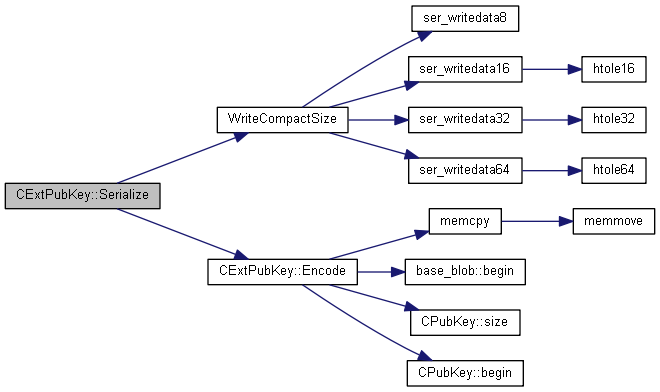 ser_writedata8
ser_writedata16
htole16
WriteCompactSize
ser_writedata32
htole32
ser_writedata64
htole64
CExtPubKey::Serialize
memcpy
memmove
CExtPubKey::Encode
base_blob::begin
CPubKey::size
CPubKey::begin